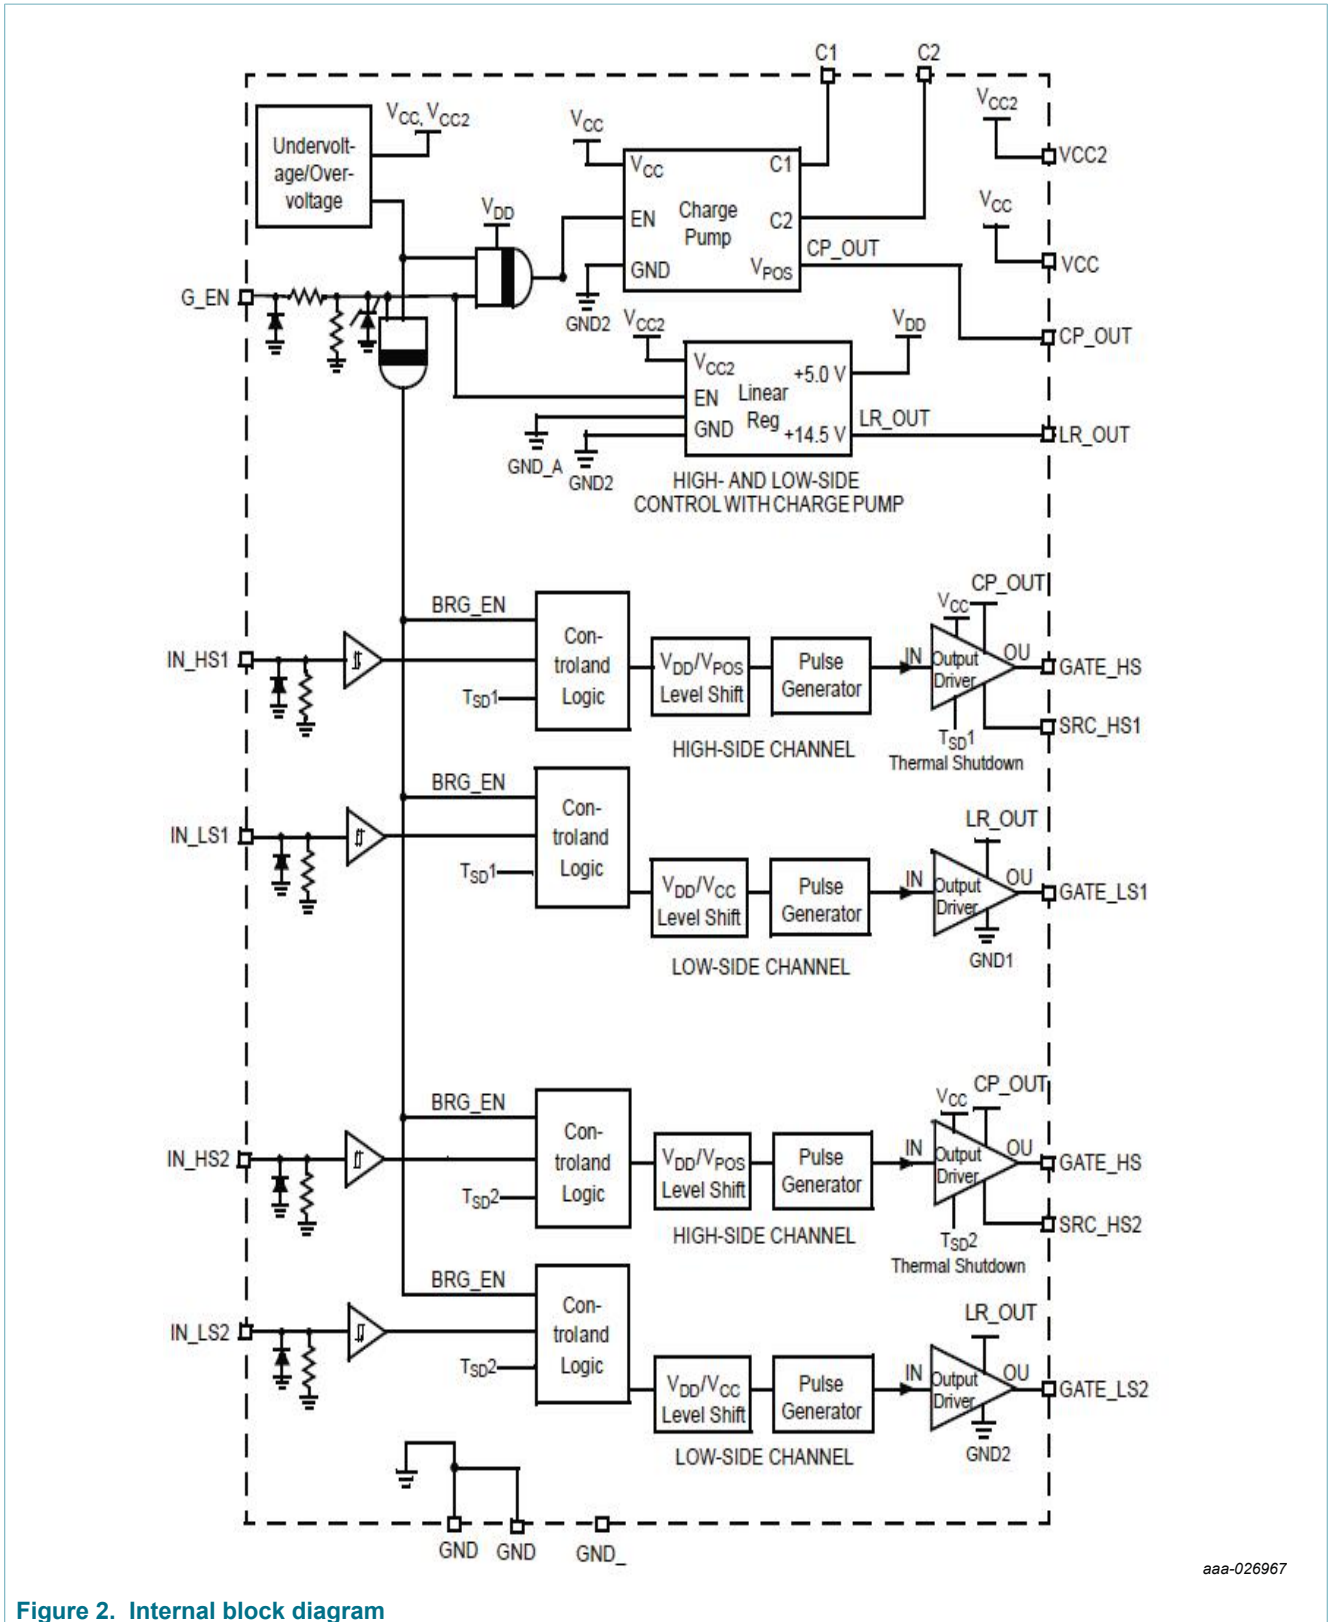 C1
C2
VCC, VCC2
VCC
VCC2
Undervolt-
age/Over-
voltage
VCC
C1
VCC2
VDD
EN
Charge
Pump
C2
VCC
CP_OUT
VCC
GND
VPOS
G_EN
GND2
VCC2
VDD
CP_OUT
VCC2
+5.0 V
EN
Linear
Reg
GND
+14.5 V
LR_OUT
LR_OUT
GND_A
GND2
HIGH- AND LOW-SIDE
CONTROL WITH CHARGE PUMP
CP_OUT
BRG_EN
VCC
IN_HS1
Con-
troland
Logic
VDD/VPOS
Level Shift
Pulse
Generator
IN
Output
Driver
OU
GATE_HS
TSD1
SRC_HS1
HIGH-SIDE CHANNEL
TSD1
Thermal Shutdown
BRG_EN
LR_OUT
IN_LS1
Con-
troland
Logic
TSD1
VDD/VCC
Level Shift
Pulse
Generator
IN
Output
Driver
OU
GATE_LS1
GND1
LOW-SIDE CHANNEL
CP_OUT
BRG_EN
VCC
IN_HS2
Con-
troland
Logic
VDD/VPOS
Level Shift
Pulse
Generator
IN
Output
Driver
OU
GATE_HS
TSD2
SRC_HS2
HIGH-SIDE CHANNEL
TSD2
Thermal Shutdown
BRG_EN
LR_OUT
IN_LS2
Con-
troland
Logic
TSD2
VDD/VCC
Level Shift
Pulse
Generator
IN
Output
Driver
OU
GATE_LS2
GND2
LOW-SIDE CHANNEL
GND
GND
GND_
aaa-026967
Figure 2. Internal block diagram